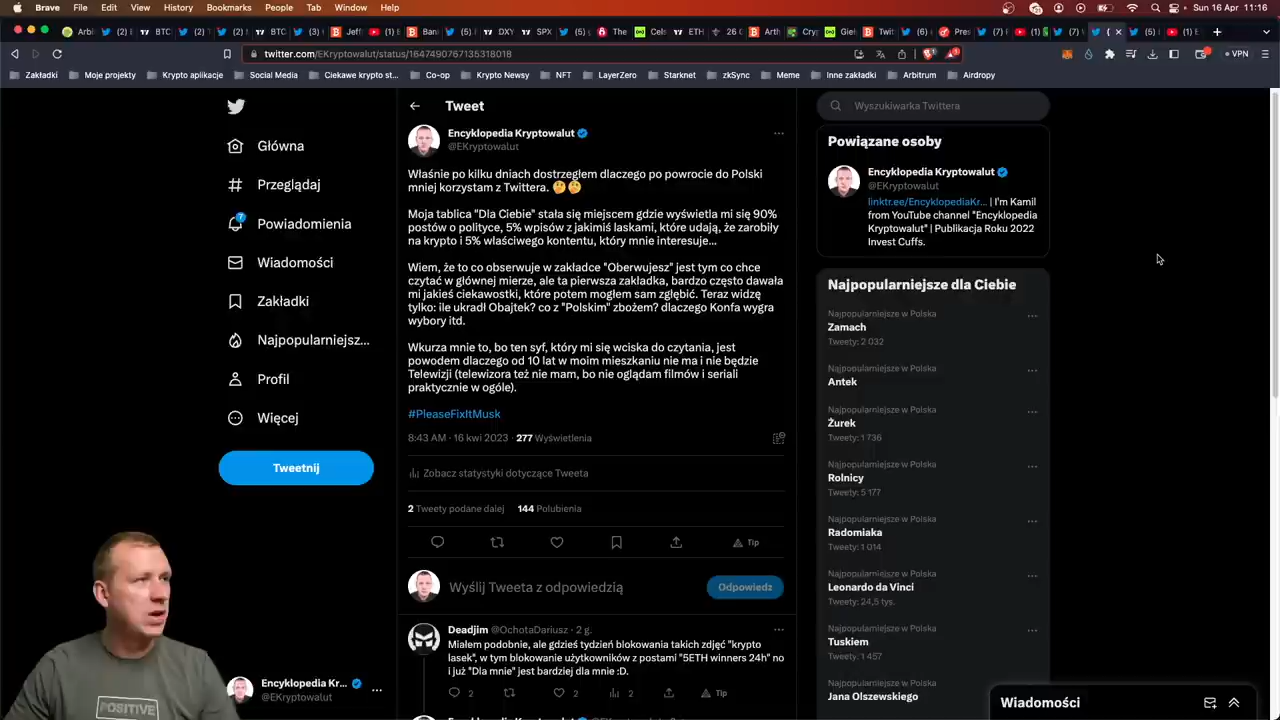 Brave File Edit View History Bookmarks People Tab Window Help
Sun 16 Apr 11:16
twitter.com/EKryptowalut/status/1647490767135318018
VPN
Zakładki
Moje projekty
Krypto aplikacje
Social Media
Ciekawe krypto st...
Co-op
Krypto Newsy
NFT
LayerZero
Starknet
zkSync
Meme
Inne zakładki
Arbitrum
Airdropy
Główna
Przeglądaj
7
Powiadomienia
Wiadomości
Zakładki
Najpopularniejsz...
Profil
Więcej
Tweetnij
Encyklopedia Kr...
@EKryptowalut
POSITIVE
Tweet
Encyklopedia Kryptowalut
@EKryptowalut
Właśnie po kilku dniach dostrzegłem dlaczego po powrocie do Polski
mniej korzystam z Twittera. 🤔🤔
Moja tablica "Dla Ciebie" stała się miejscem gdzie wyświetla mi się 90%
postów o polityce, 5% wpisów z jakimiś laskami, które udają, że zarobiły
na krypto i 5% właściwego kontentu, który mnie interesuje...
Wiem, że to co obserwuje w zakładce "Oberwujesz" jest tym co chce
czytać w głównej mierze, ale ta pierwsza zakładka, bardzo często dawała
mi jakieś ciekawostki, które potem mogłem sam zgłębić. Teraz widzę
tylko: ile ukradł Obajtek? co z "Polskim" zbożem? dlaczego Konfa wygra
wybory itd.
Wkurza mnie to, bo ten syf, który mi się wciska do czytania, jest
powodem dlaczego od 10 lat w moim mieszkaniu nie ma i nie będzie
Telewizji (telewizora też nie mam, bo nie oglądam filmów i seriali
praktycznie w ogóle).
#PleaseFixItMusk
8:43 AM · 16 kwi 2023 · 277 Wyświetlenia
Zobacz statystyki dotyczące Tweeta
2 Tweety podane dalej 144 Polubienia
Tip
Wyślij Tweeta z odpowiedzią
Odpowiedz
Deadjim @OchotaDariusz · 2 g.
Miałem podobnie, ale gdzieś tydzień blokowania takich zdjęć "krypto
lasek", w tym blokowanie użytkowników z postami "5ETH winners 24h" no
i już "Dla mnie" jest bardziej dla mnie :D.
2 2 2 Tip
Wyszukiwarka Twittera
Powiązane osoby
Encyklopedia Kryptowalut
@EKryptowalut
linktr.ee/EncyklopediaKr... | I'm Kamil
from YouTube channel "Encyklopedia
Kryptowalut" | Publikacja Roku 2022
Invest Cuffs.
Najpopularniejsze dla Ciebie
Najpopularniejsze w Polska
Zamach
Tweety: 2 032
Najpopularniejsze w Polska
Antek
Najpopularniejsze w Polska
Żurek
Tweety: 1 736
Najpopularniejsze w Polska
Rolnicy
Tweety: 5 177
Najpopularniejsze w Polska
Radomiaka
Tweety: 1 014
Najpopularniejsze w Polska
Leonardo da Vinci
Tweety: 24,5 tys.
Najpopularniejsze w Polska
Tuskiem
Tweety: 1 457
Najpopularniejsze w Polska
Jana Olszewskiego
Wiadomości